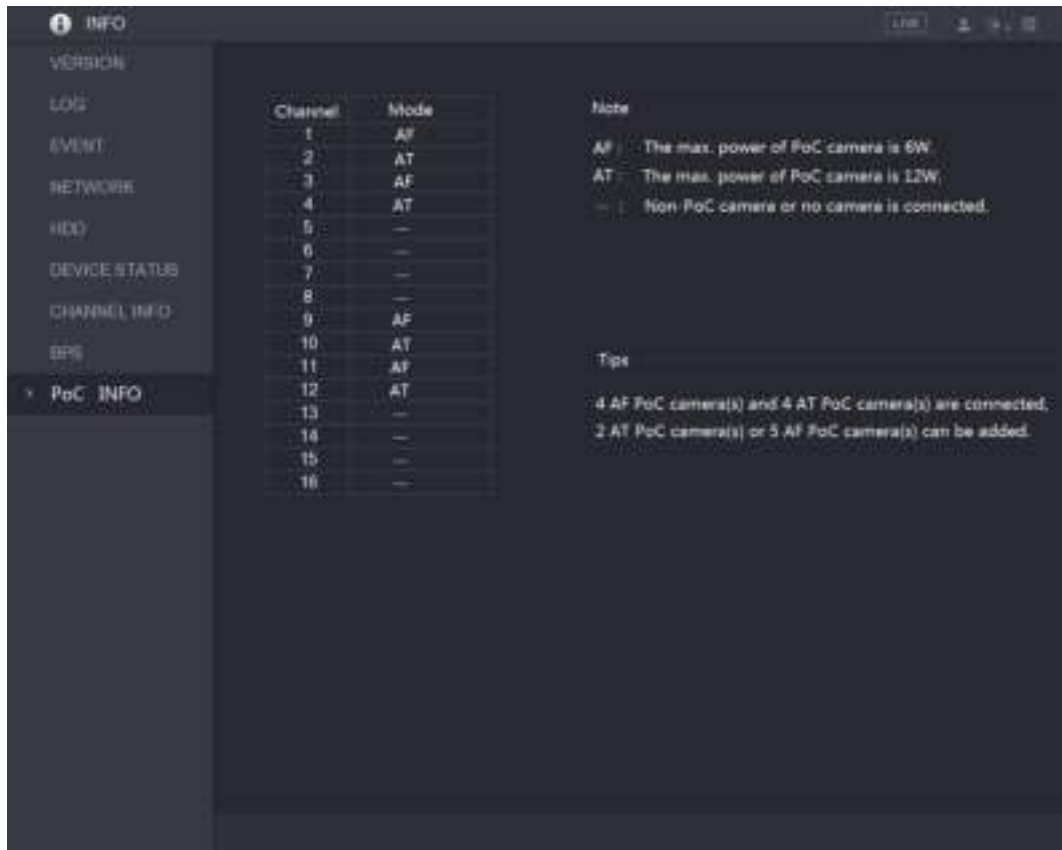 INFO
LIVE
VERSION
LOG
EVENT
NETWORK
HDD
DEVICE STATUS
CHANNEL INFO
BPS
PoC INFO
Channel Mode
1 AF
2 AT
3 AF
4 AT
5 —
6 —
7 —
8 —
9 AF
10 AT
11 AF
12 AT
13 —
14 —
15 —
16 —
Note
AF : The max. power of PoC camera is 6W.
AT : The max. power of PoC camera is 12W.
— : Non-PoC camera or no camera is connected.
Tips
4 AF PoC camera(s) and 4 AT PoC camera(s) are connected,
2 AT PoC camera(s) or 5 AF PoC camera(s) can be added.